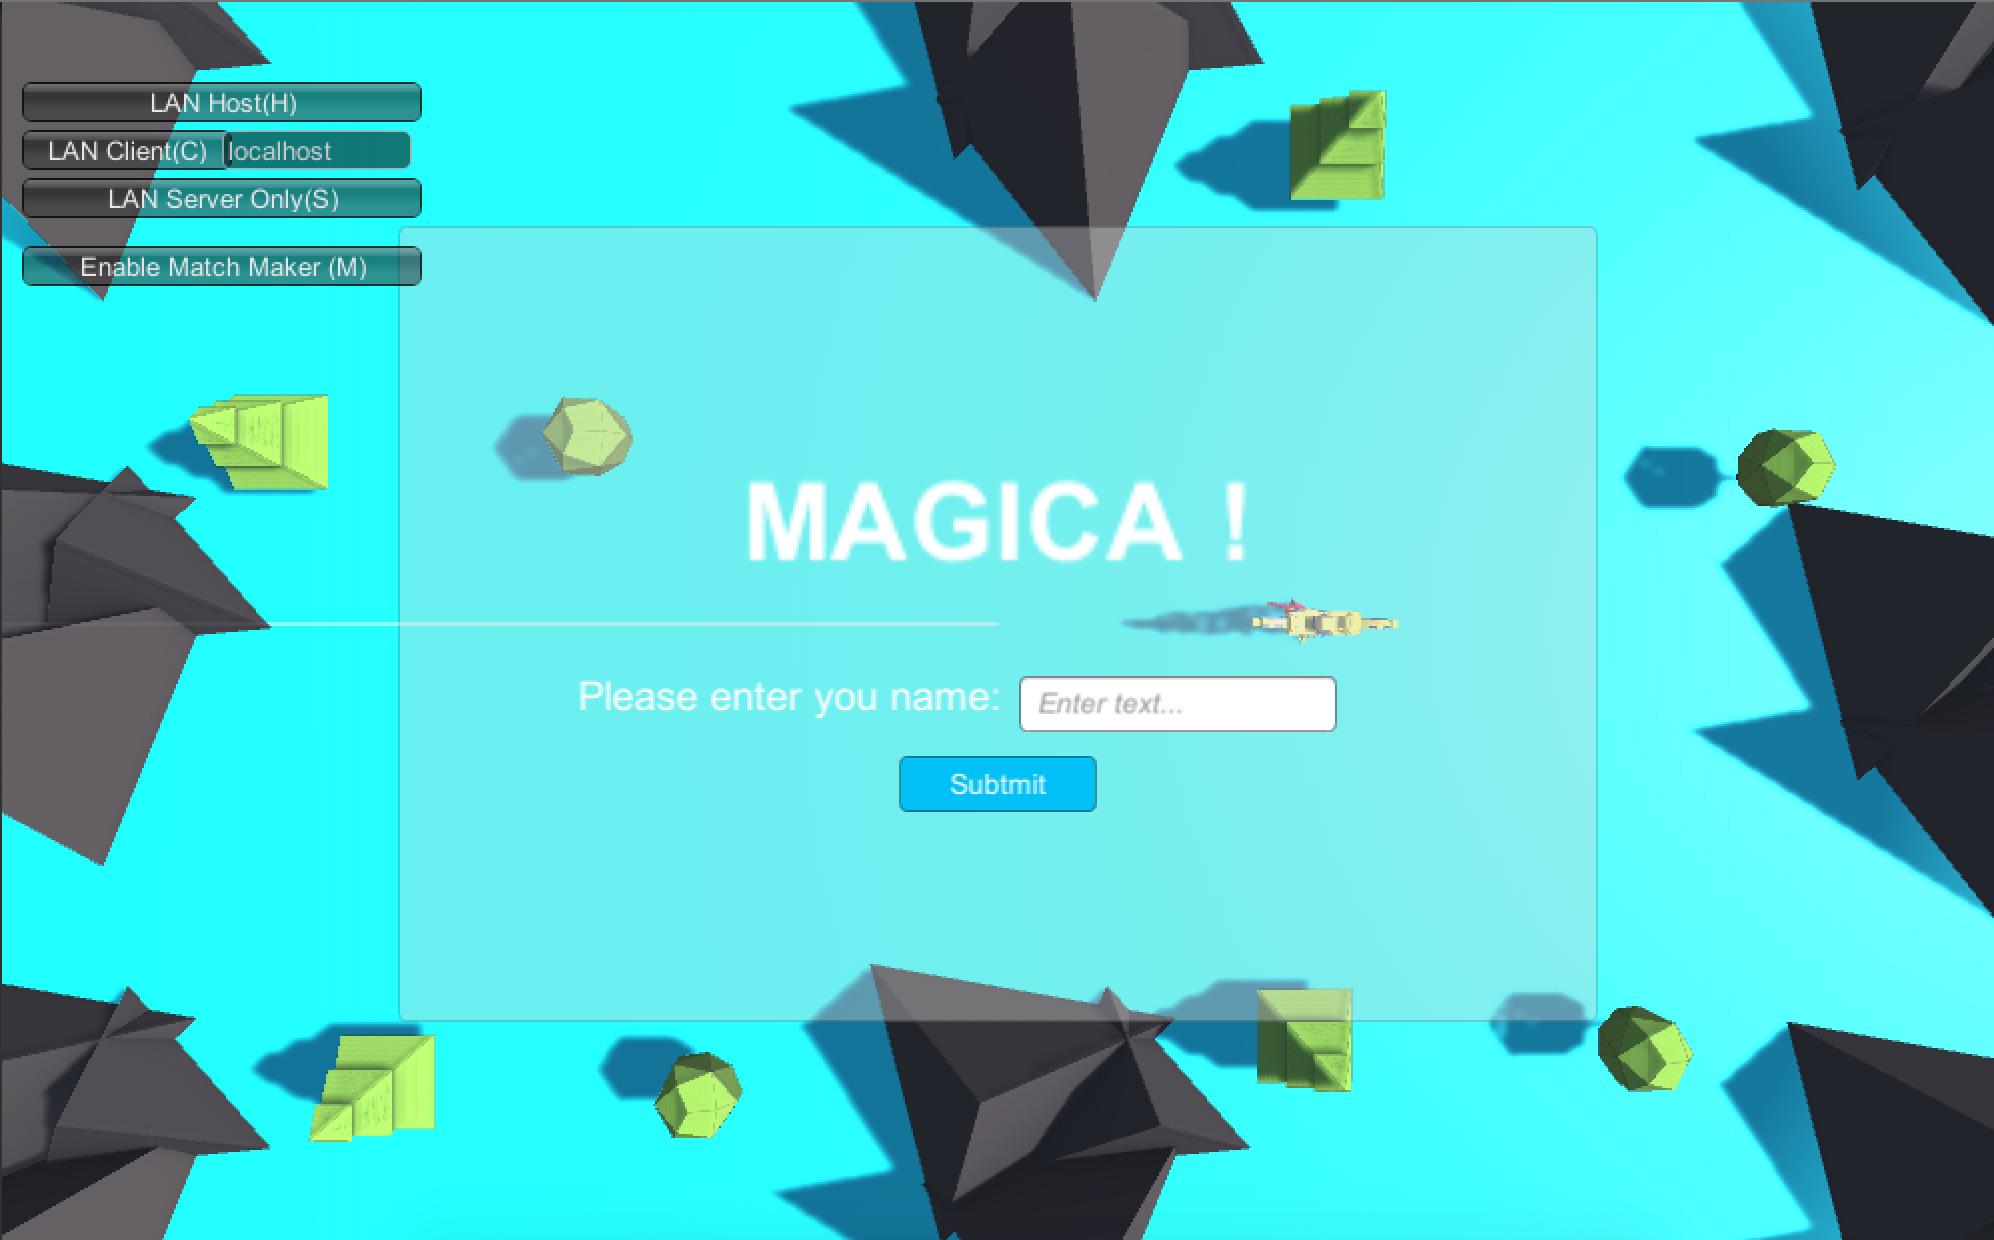 LAN Host(H)
LAN Client(C) localhost
LAN Server Only(S)
Enable Match Maker (M)
MAGICA !
Please enter you name: Enter text...
Subtmit